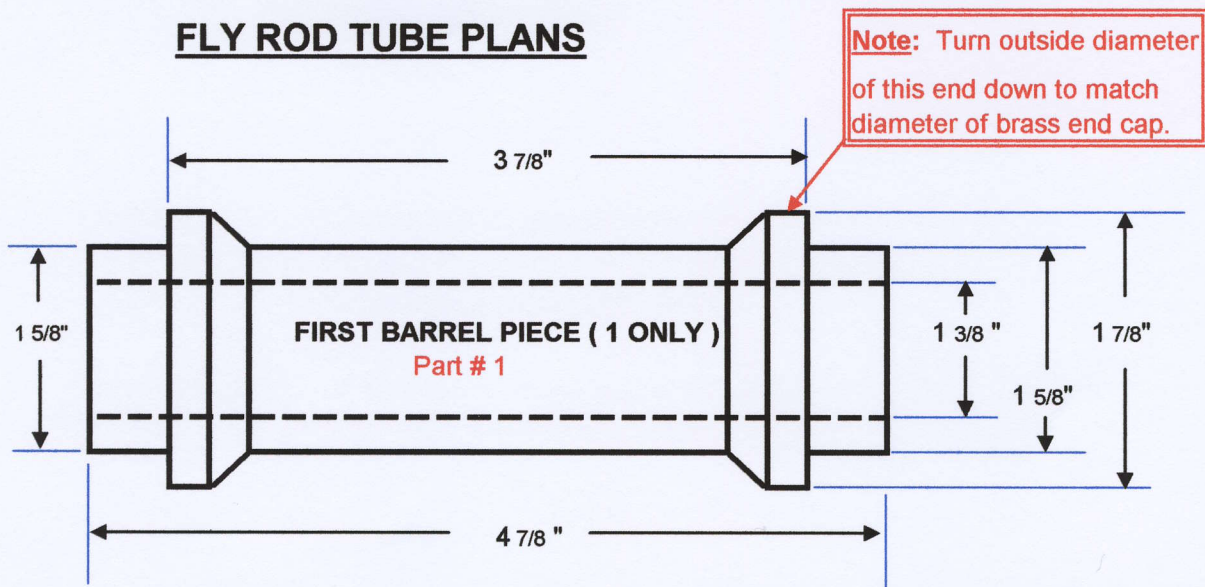 FLY ROD TUBE PLANS
Note: Turn outside diameter
of this end down to match
diameter of brass end cap.
3 7/8"
1 5/8"
FIRST BARREL PIECE ( 1 ONLY )
Part # 1
1 3/8 "
1 7/8"
1 5/8"
4 7/8 "